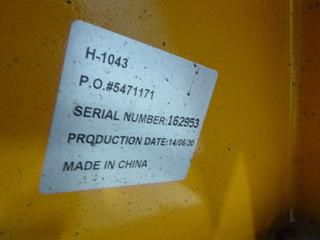 H-1043
P.O.#5471171
SERIAL NUMBER:162953
PRODUCTION DATE:14/06/30
MADE IN CHINA